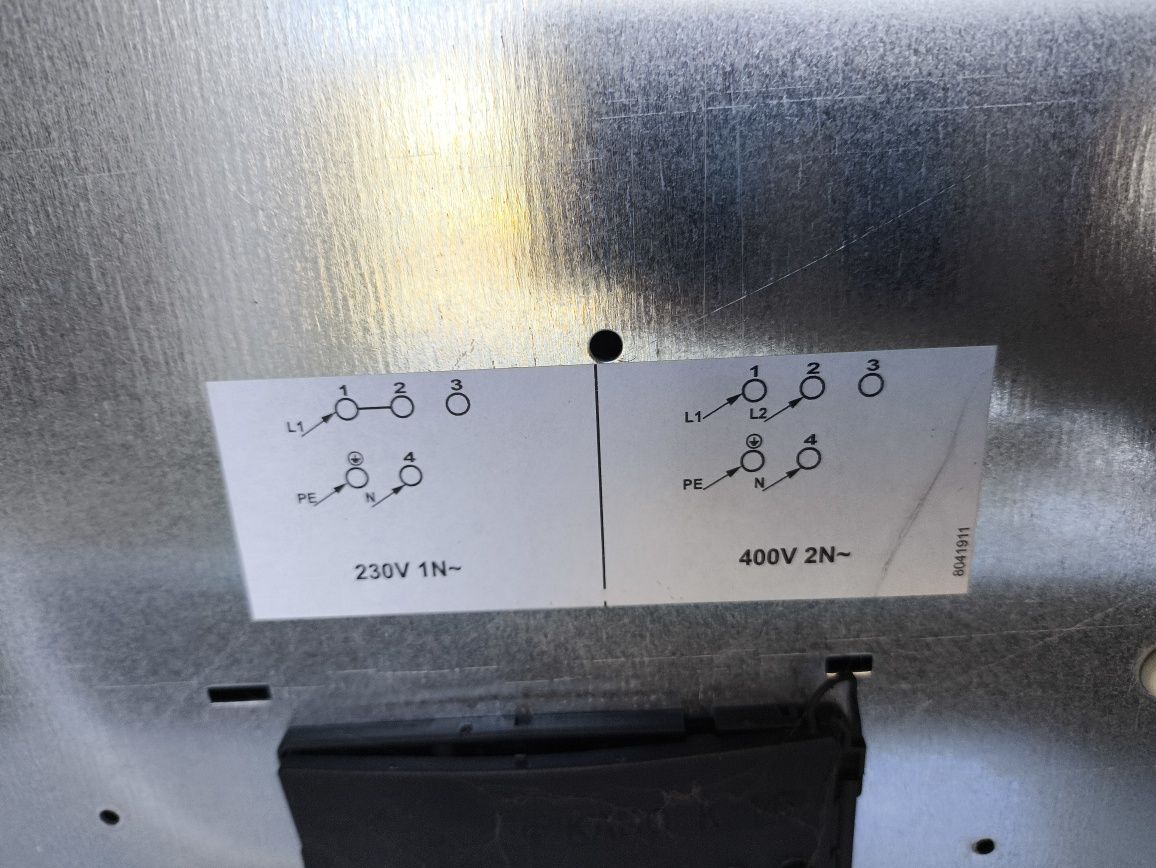 1 2 3
L1
⏚ 4
PE N
230V 1N~
1 2 3
L1 L2
⏚ 4
PE N
400V 2N~
8041911